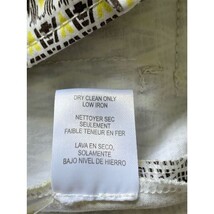 DRY CLEAN ONLY
LOW IRON
NETTOYER SEC
SEULEMENT
FAIBLE TENEUR EN FER
LAVA EN SECO,
SOLAMENTE
BAJO NIVEL DE HIERRO